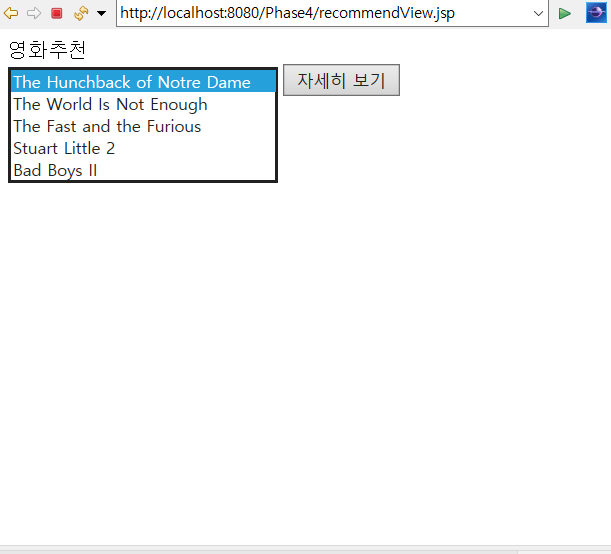 http://localhost:8080/Phase4/recommendView.jsp
영화추천
The Hunchback of Notre Dame
자세히 보기
The World Is Not Enough
The Fast and the Furious
Stuart Little 2
Bad Boys II